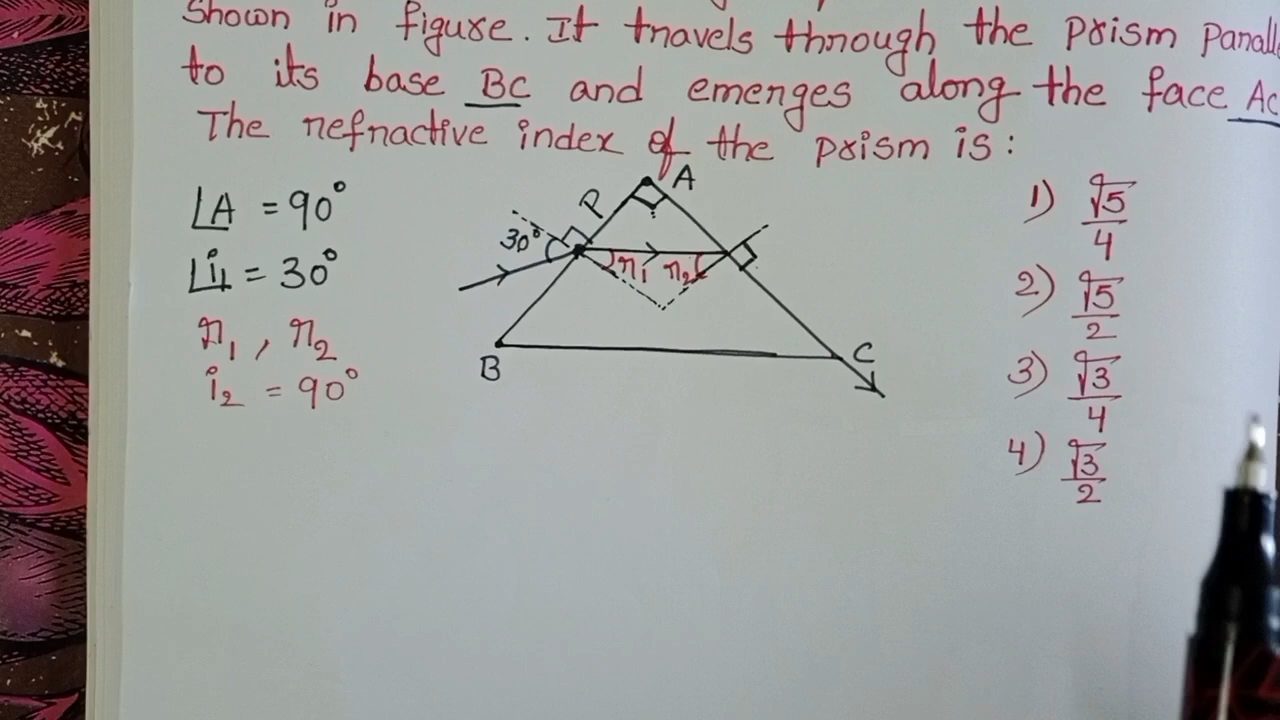 Shown in figure. It travels through the prism parall
to its base BC and emerges along the face AC
The refractive index of the prism is:
∠A = 90°
∠i1 = 30°
r1, r2
i2 = 90°
A
P
30°
r1 r2
B
C
1) √5/4
2) √5/2
3) √3/4
4) √3/2